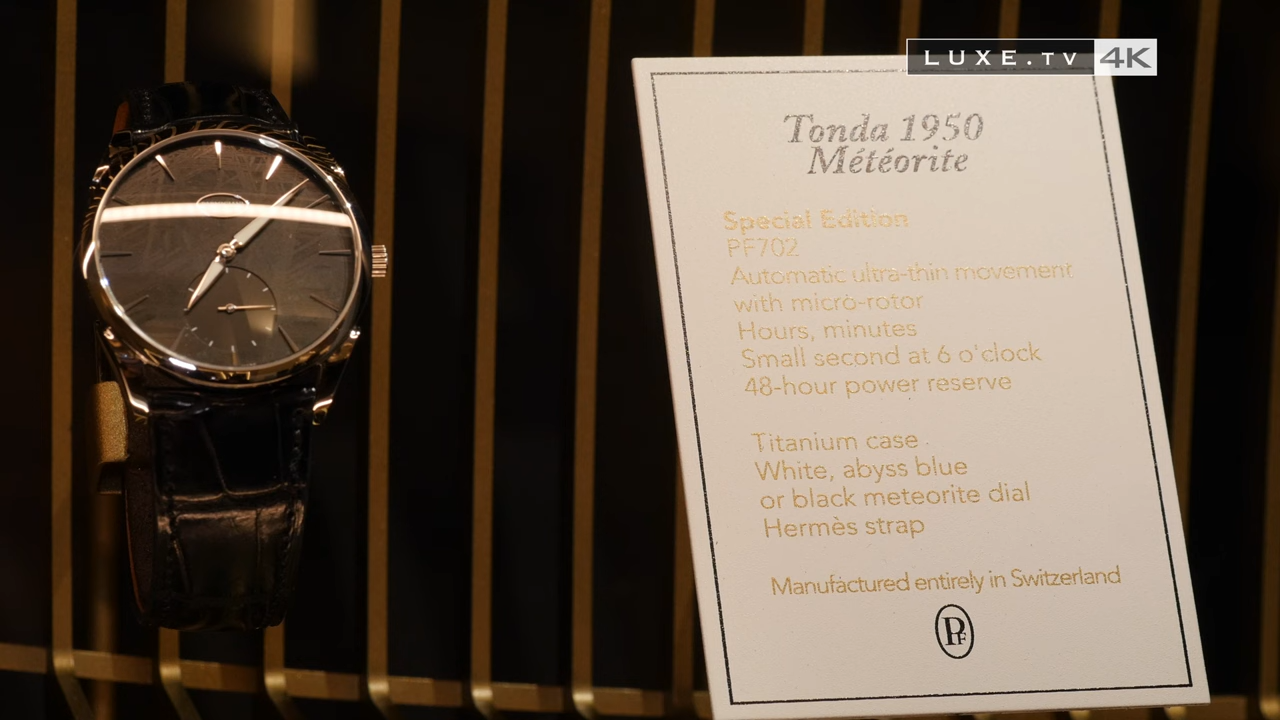 LUXE.TV 4K
Tonda 1950
Météorite
Special Edition
PF702
Automatic ultra-thin movement
with micro-rotor
Hours, minutes
Small second at 6 o'clock
48-hour power reserve
Titanium case
White, abyss blue
or black meteorite dial
Hermès strap
Manufactured entirely in Switzerland
PF